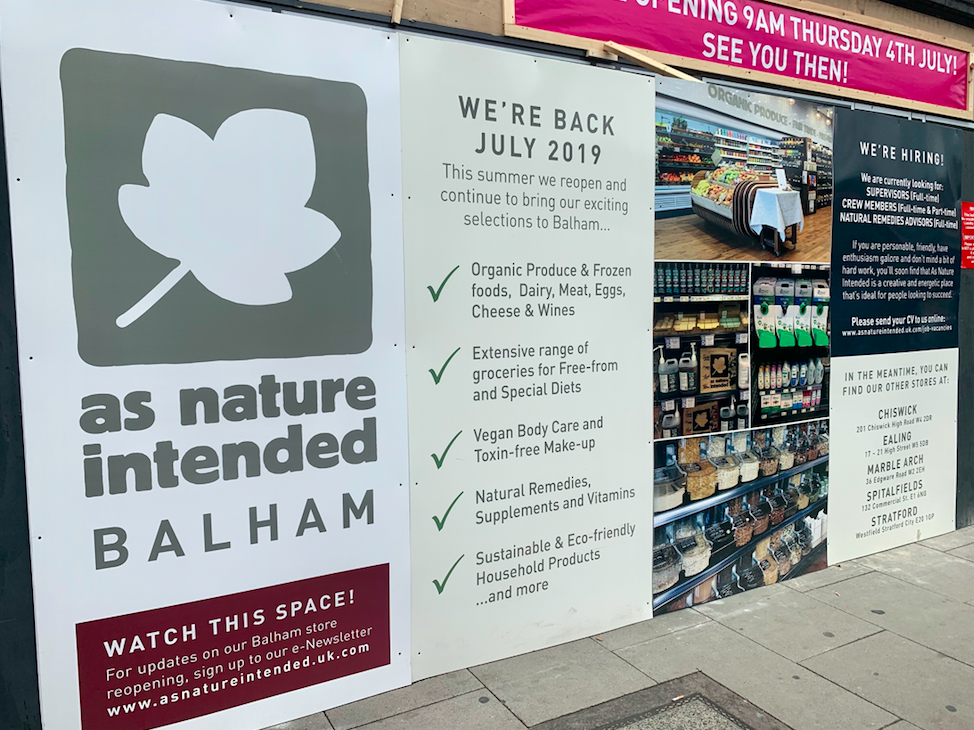 OPENING 9AM THURSDAY 4TH JULY!
SEE YOU THEN!
as nature
intended
BALHAM
WATCH THIS SPACE!
For updates on our Balham store
reopening, sign up to our e-Newsletter
www.asnatureintended.uk.com
WE'RE BACK
JULY 2019
This summer we reopen and
continue to bring our exciting
selections to Balham...
Organic Produce & Frozen
foods, Dairy, Meat, Eggs,
Cheese & Wines
Extensive range of
groceries for Free-from
and Special Diets
Vegan Body Care and
Toxin-free Make-up
Natural Remedies,
Supplements and Vitamins
Sustainable & Eco-friendly
Household Products
...and more
ORGANIC PRODUCE - FAIR TRADE
WE'RE HIRING!
We are currently looking for:
SUPERVISORS (Full-time)
CREW MEMBERS (Full-time & Part-time)
NATURAL REMEDIES ADVISORS (Full-time)
If you are personable, friendly, have
enthusiasm galore and don't mind a bit of
hard work, you'll soon find that As Nature
Intended is a creative and energetic place
that's ideal for people looking to succeed.
Please send your CV to us online:
www.asnatureintended.uk.com/job-vacancies
IN THE MEANTIME, YOU CAN
FIND OUR OTHER STORES AT:
CHISWICK
201 Chiswick High Road W4 2DR
EALING
17 - 21 High Street W5 5DB
MARBLE ARCH
36 Edgware Road W2 2EH
SPITALFIELDS
132 Commercial St. E1 6NQ
STRATFORD
Westfield Stratford City E20 1GP